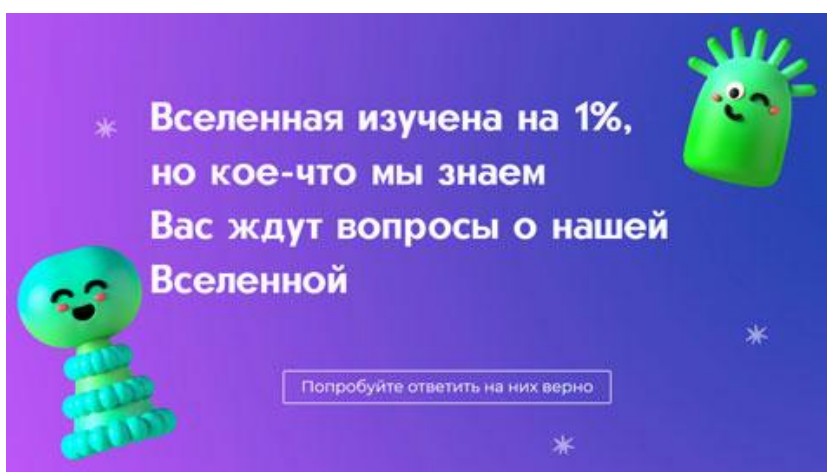 Вселенная изучена на 1%,
но кое-что мы знаем
Вас ждут вопросы о нашей
Вселенной
Попробуйте ответить на них верно